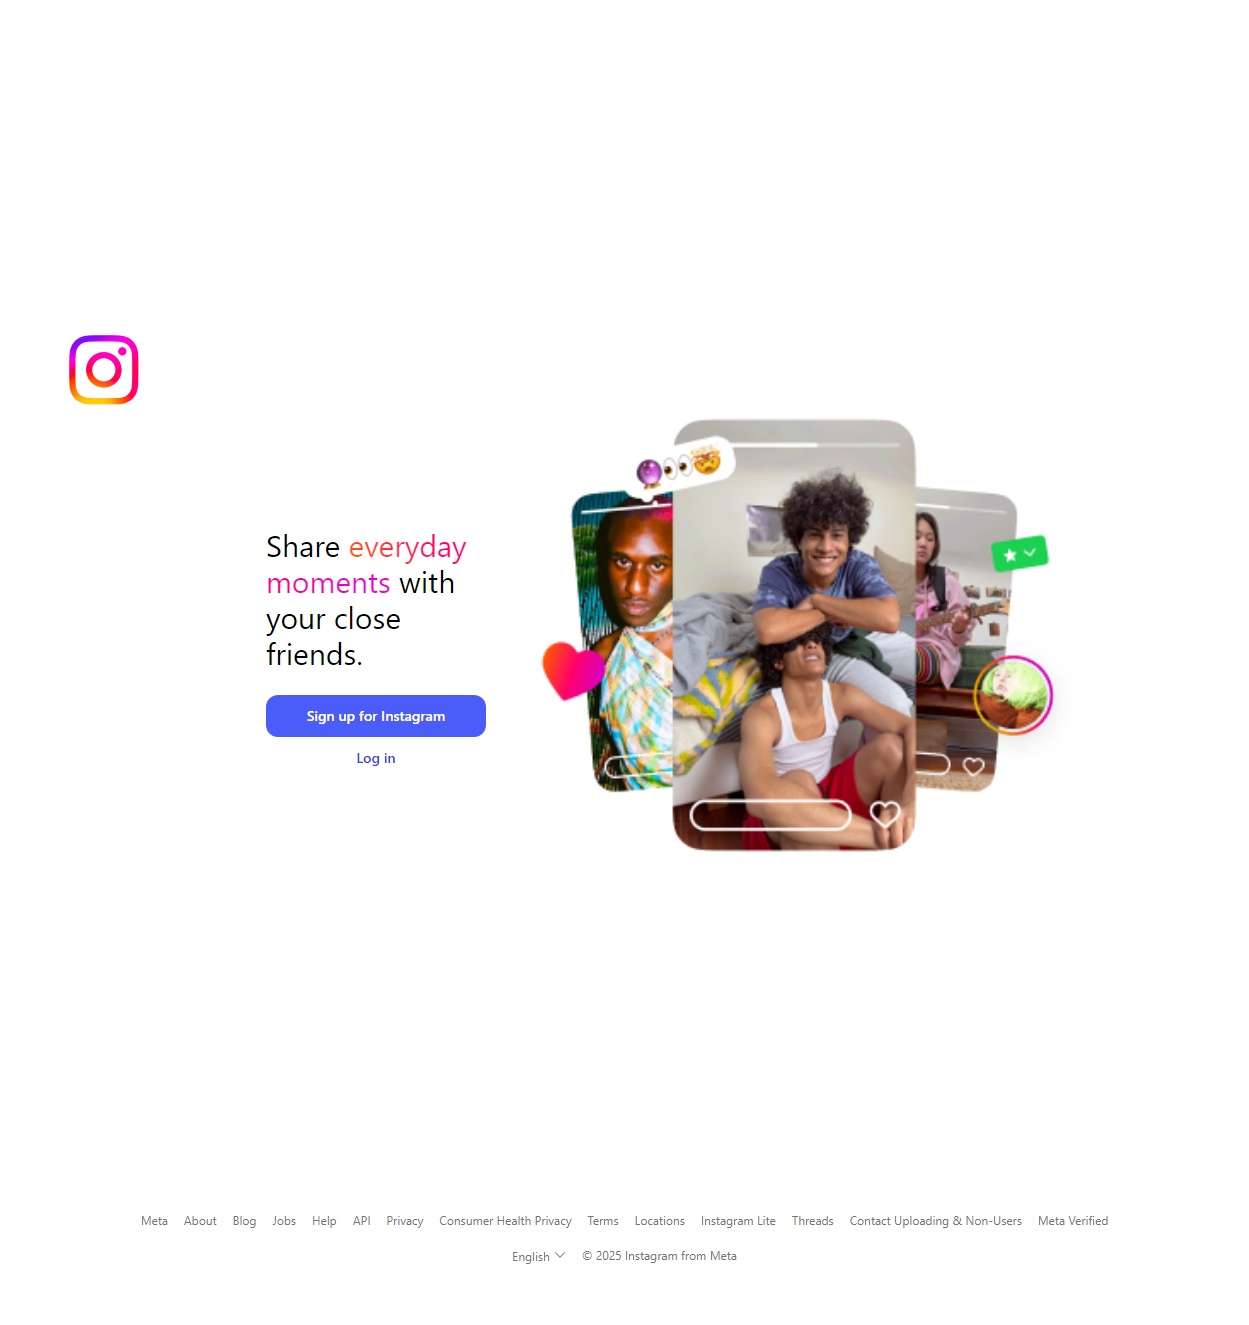 Share everyday
moments with
your close
friends.
Sign up for Instagram
Log in
Meta About Blog Jobs Help API Privacy Consumer Health Privacy Terms Locations Instagram Lite Threads Contact Uploading & Non-Users Meta Verified
English © 2025 Instagram from Meta